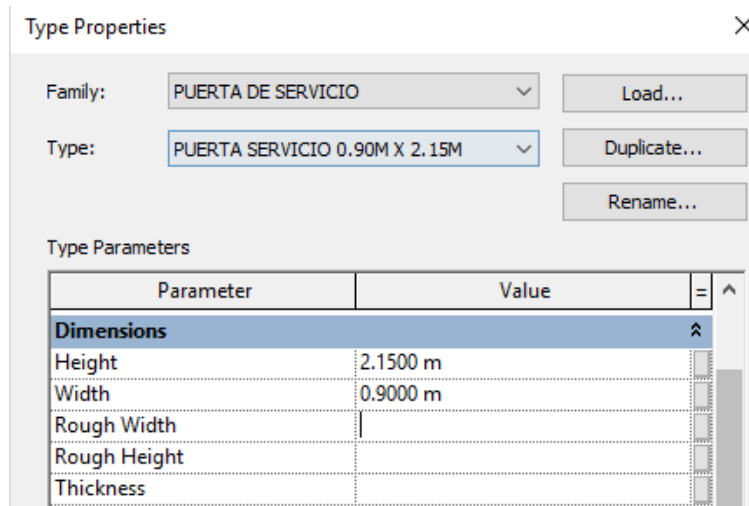 Type Properties
Family: PUERTA DE SERVICIO Load...
Type: PUERTA SERVICIO 0.90M X 2.15M Duplicate...
Rename...
Type Parameters
Parameter Value =
Dimensions
Height 2.1500 m
Width 0.9000 m
Rough Width
Rough Height
Thickness